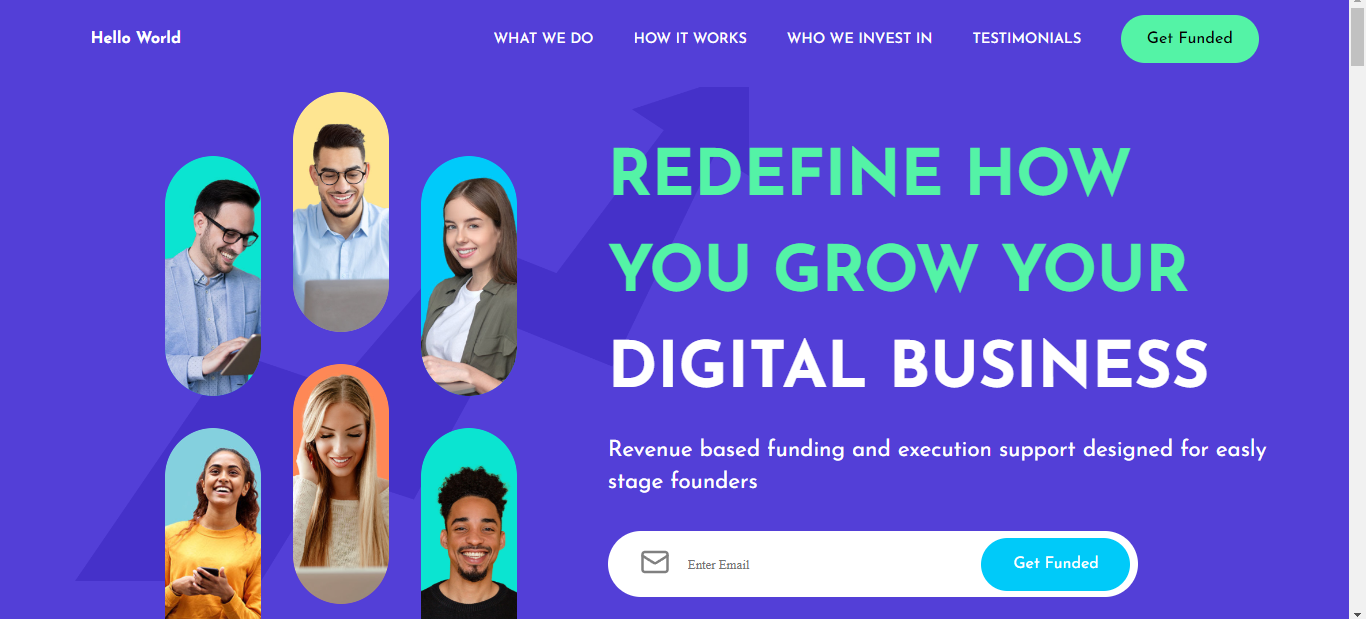 Hello World
WHAT WE DO
HOW IT WORKS
WHO WE INVEST IN
TESTIMONIALS
Get Funded
REDEFINE HOW
YOU GROW YOUR
DIGITAL BUSINESS
Revenue based funding and execution support designed for easly
stage founders
Enter Email
Get Funded